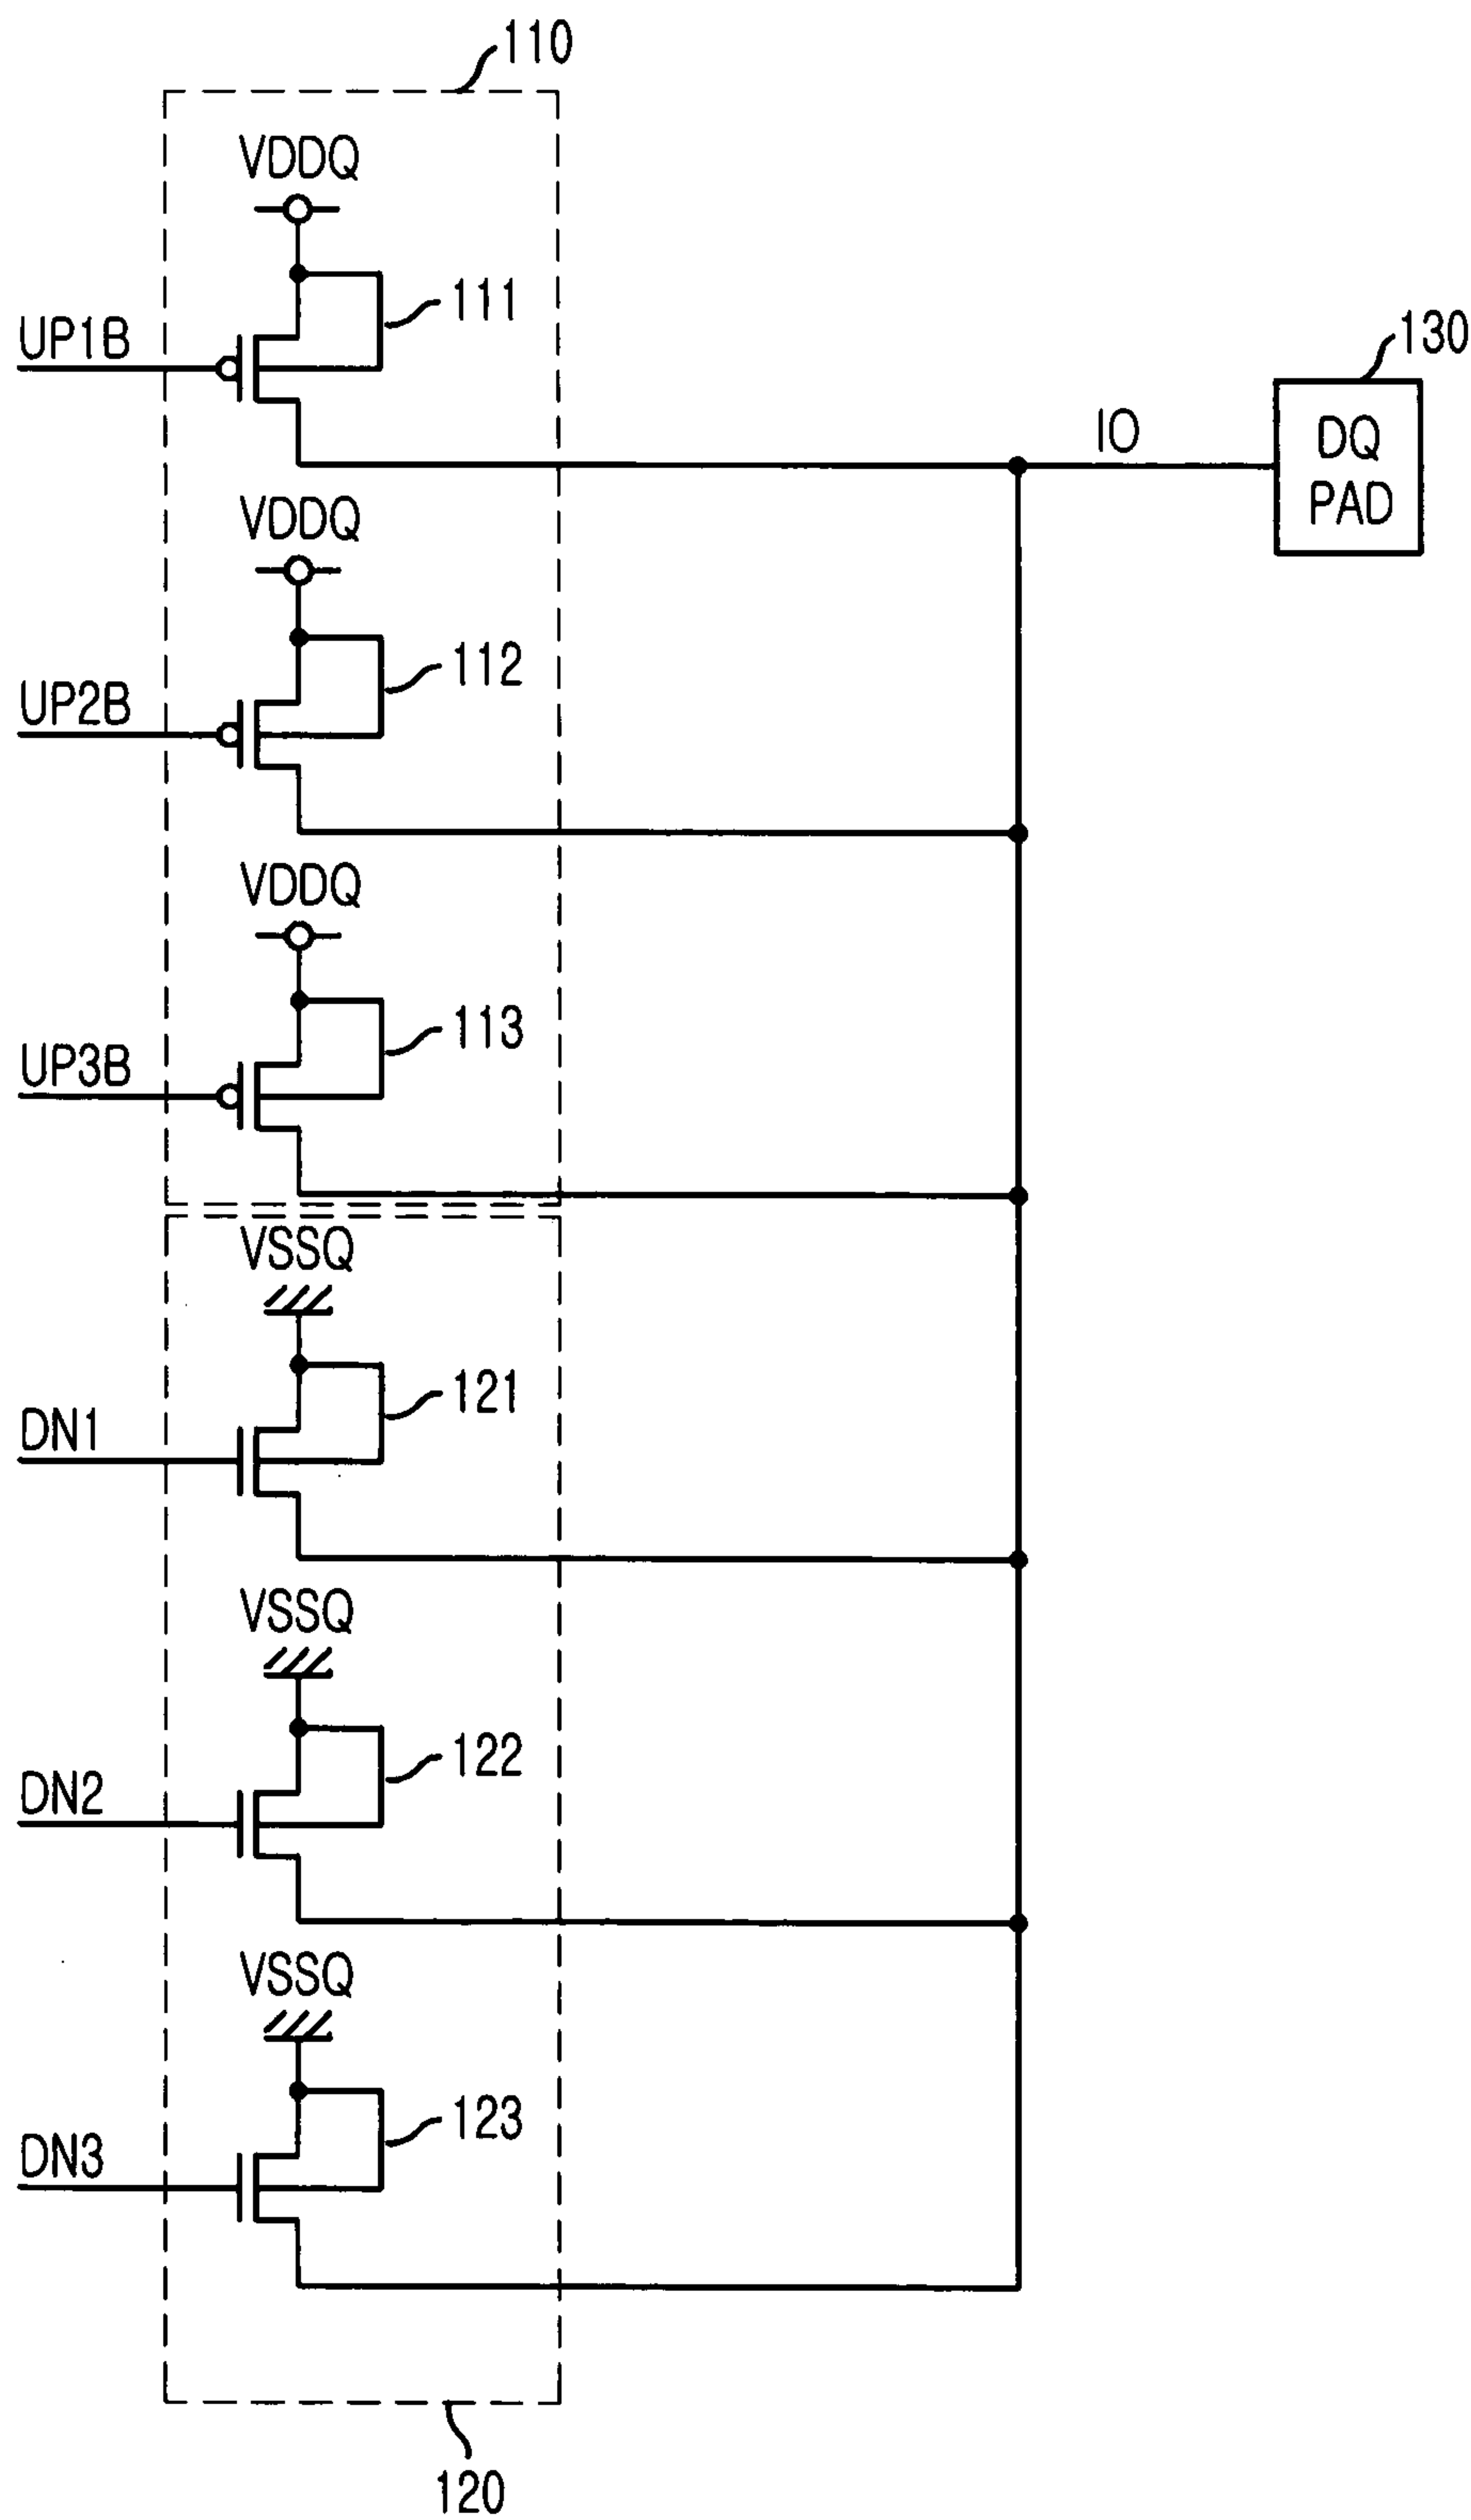 110
VDDQ
111
UP1B
130
IO
DQ
PAD
VDDQ
112
UP2B
VDDQ
113
UP3B
VSSQ
121
DN1
VSSQ
122
DN2
VSSQ
123
DN3
120